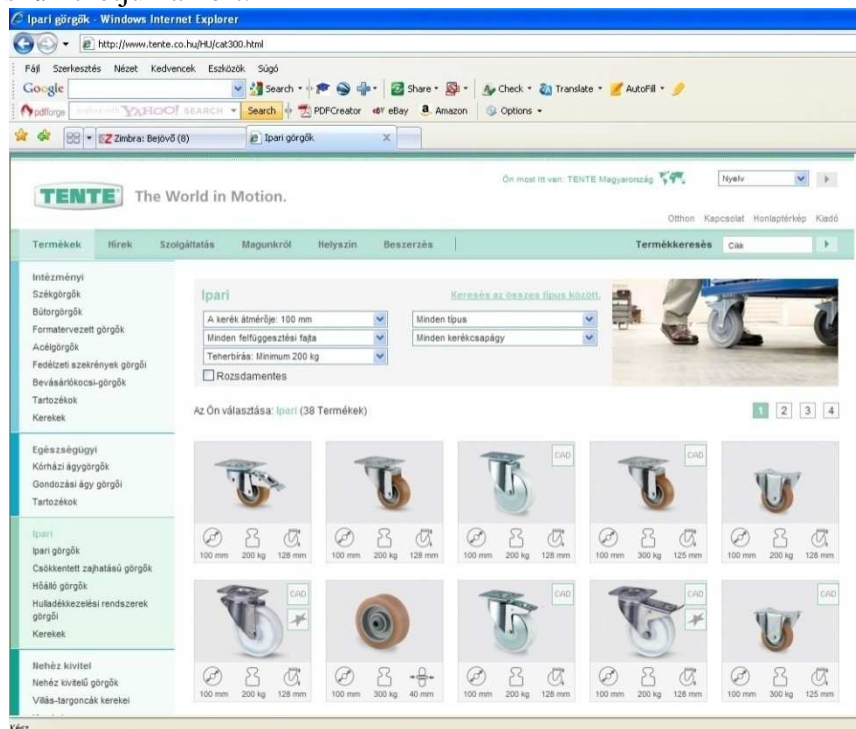 Ipari görgők - Windows Internet Explorer
http://www.tente.co.hu/HU/cat300.html
Fájl Szerkesztés Nézet Kedvencek Eszközök Súgó
Google Search Share Check Translate AutoFill
pdfforge YAHOO! SEARCH Search PDFCreator eBay Amazon Options
Zimbra: Bejövő (8) Ipari görgők X
Ön most itt van: TENTE Magyarország Nyelv
TENTE The World in Motion.
Otthon Kapcsolat Honlaptérkép Kiadó
Termékek Hírek Szolgáltatás Magunkról Helyszín Beszerzés Termékkeresés Cikk
Intézményi
Székgörgők
Bútorgörgők
Formatervezett görgők
Acélgörgők
Fedélzeti szekrények görgői
Bevásárlókocsi-görgők
Tartozékok
Kerekek
Egészségügyi
Kórházi ágygörgők
Gondozási ágy görgői
Tartozékok
Ipari
Ipari görgők
Csökkentett zajhatású görgők
Hőálló görgők
Hulladékkezelési rendszerek
görgői
Kerekek
Nehéz kivitel
Nehéz kivitelű görgők
Villás-targoncák kerekei
Ipari Keresés az összes típus között.
A kerék átmérője: 100 mm Minden típus
Minden felfüggesztési fajta Minden kerékcsapágy
Teherbírás: Minimum 200 kg
Rozsdamentes
Az Ön választása: Ipari (38 Termékek) 1 2 3 4
CAD CAD
100 mm 200 kg 128 mm 100 mm 200 kg 128 mm 100 mm 200 kg 128 mm 100 mm 300 kg 125 mm 100 mm 200 kg 128 mm
CAD CAD CAD CAD
100 mm 200 kg 128 mm 100 mm 300 kg 40 mm 100 mm 200 kg 128 mm 100 mm 200 kg 128 mm 100 mm 300 kg 125 mm
Kész